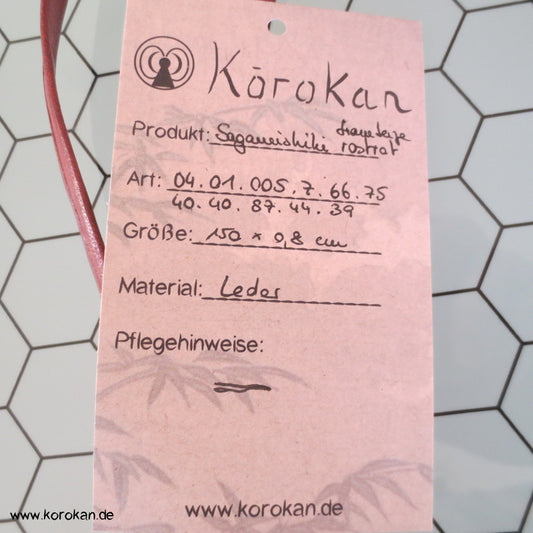 Kōrokan
Produkt: Sagamishiki
rostrot
Art: 04.01.005.7.66.75
40.40.87.44.39
Größe: 150 x 0,8 cm
Material: Leder
Pflegehinweise:
www.korokan.de
www.korokan.de